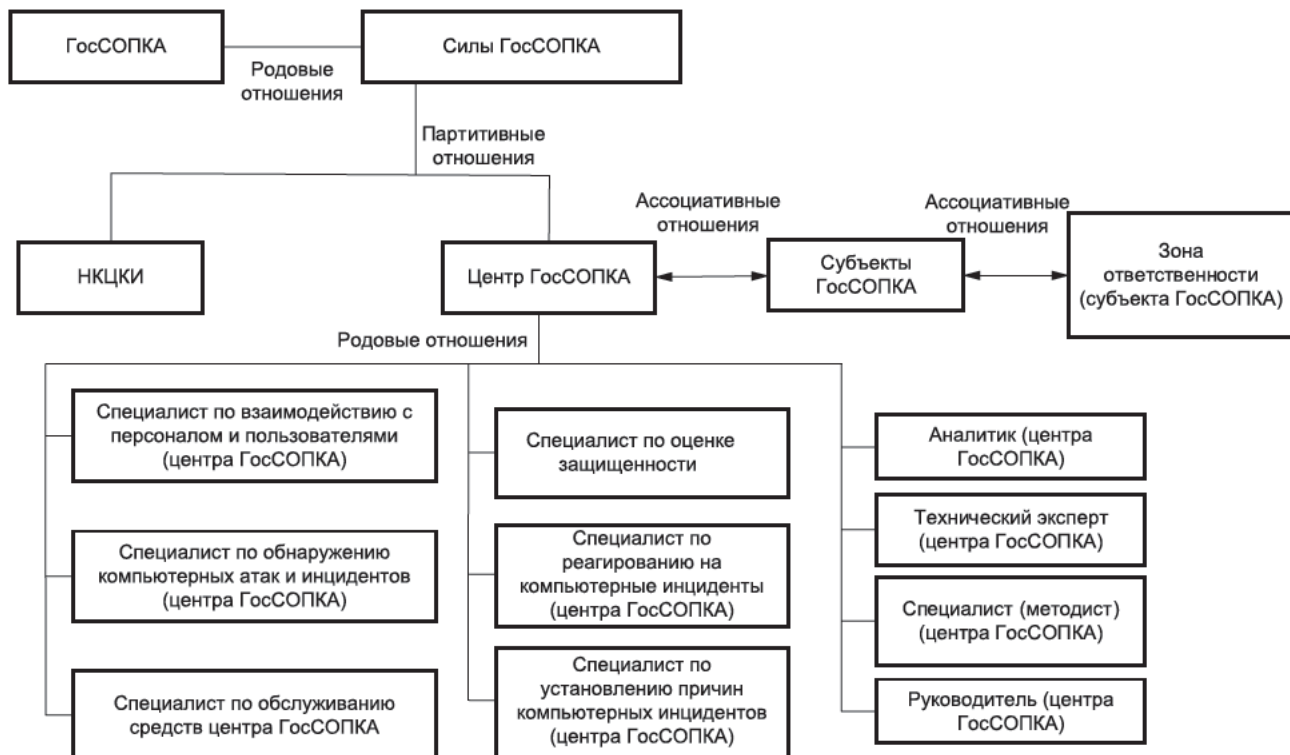 ГосСОПКА
Силы ГосСОПКА
Родовые
отношения
Партитивные
отношения
НКЦКИ
Центр ГосСОПКА
Ассоциативные
отношения
Субъекты
ГосСОПКА
Ассоциативные
отношения
Зона
ответственности
(субъекта ГосСОПКА)
Родовые отношения
Специалист по взаимодействию с
персоналом и пользователями
(центра ГосСОПКА)
Специалист по обнаружению
компьютерных атак и инцидентов
(центра ГосСОПКА)
Специалист по обслуживанию
средств центра ГосСОПКА
Специалист по оценке
защищенности
Специалист по
реагированию на
компьютерные инциденты
(центра ГосСОПКА)
Специалист по
установлению причин
компьютерных инцидентов
(центра ГосСОПКА)
Аналитик (центра
ГосСОПКА)
Технический эксперт
(центра ГосСОПКА)
Специалист (методист)
(центра ГосСОПКА)
Руководитель (центра
ГосСОПКА)